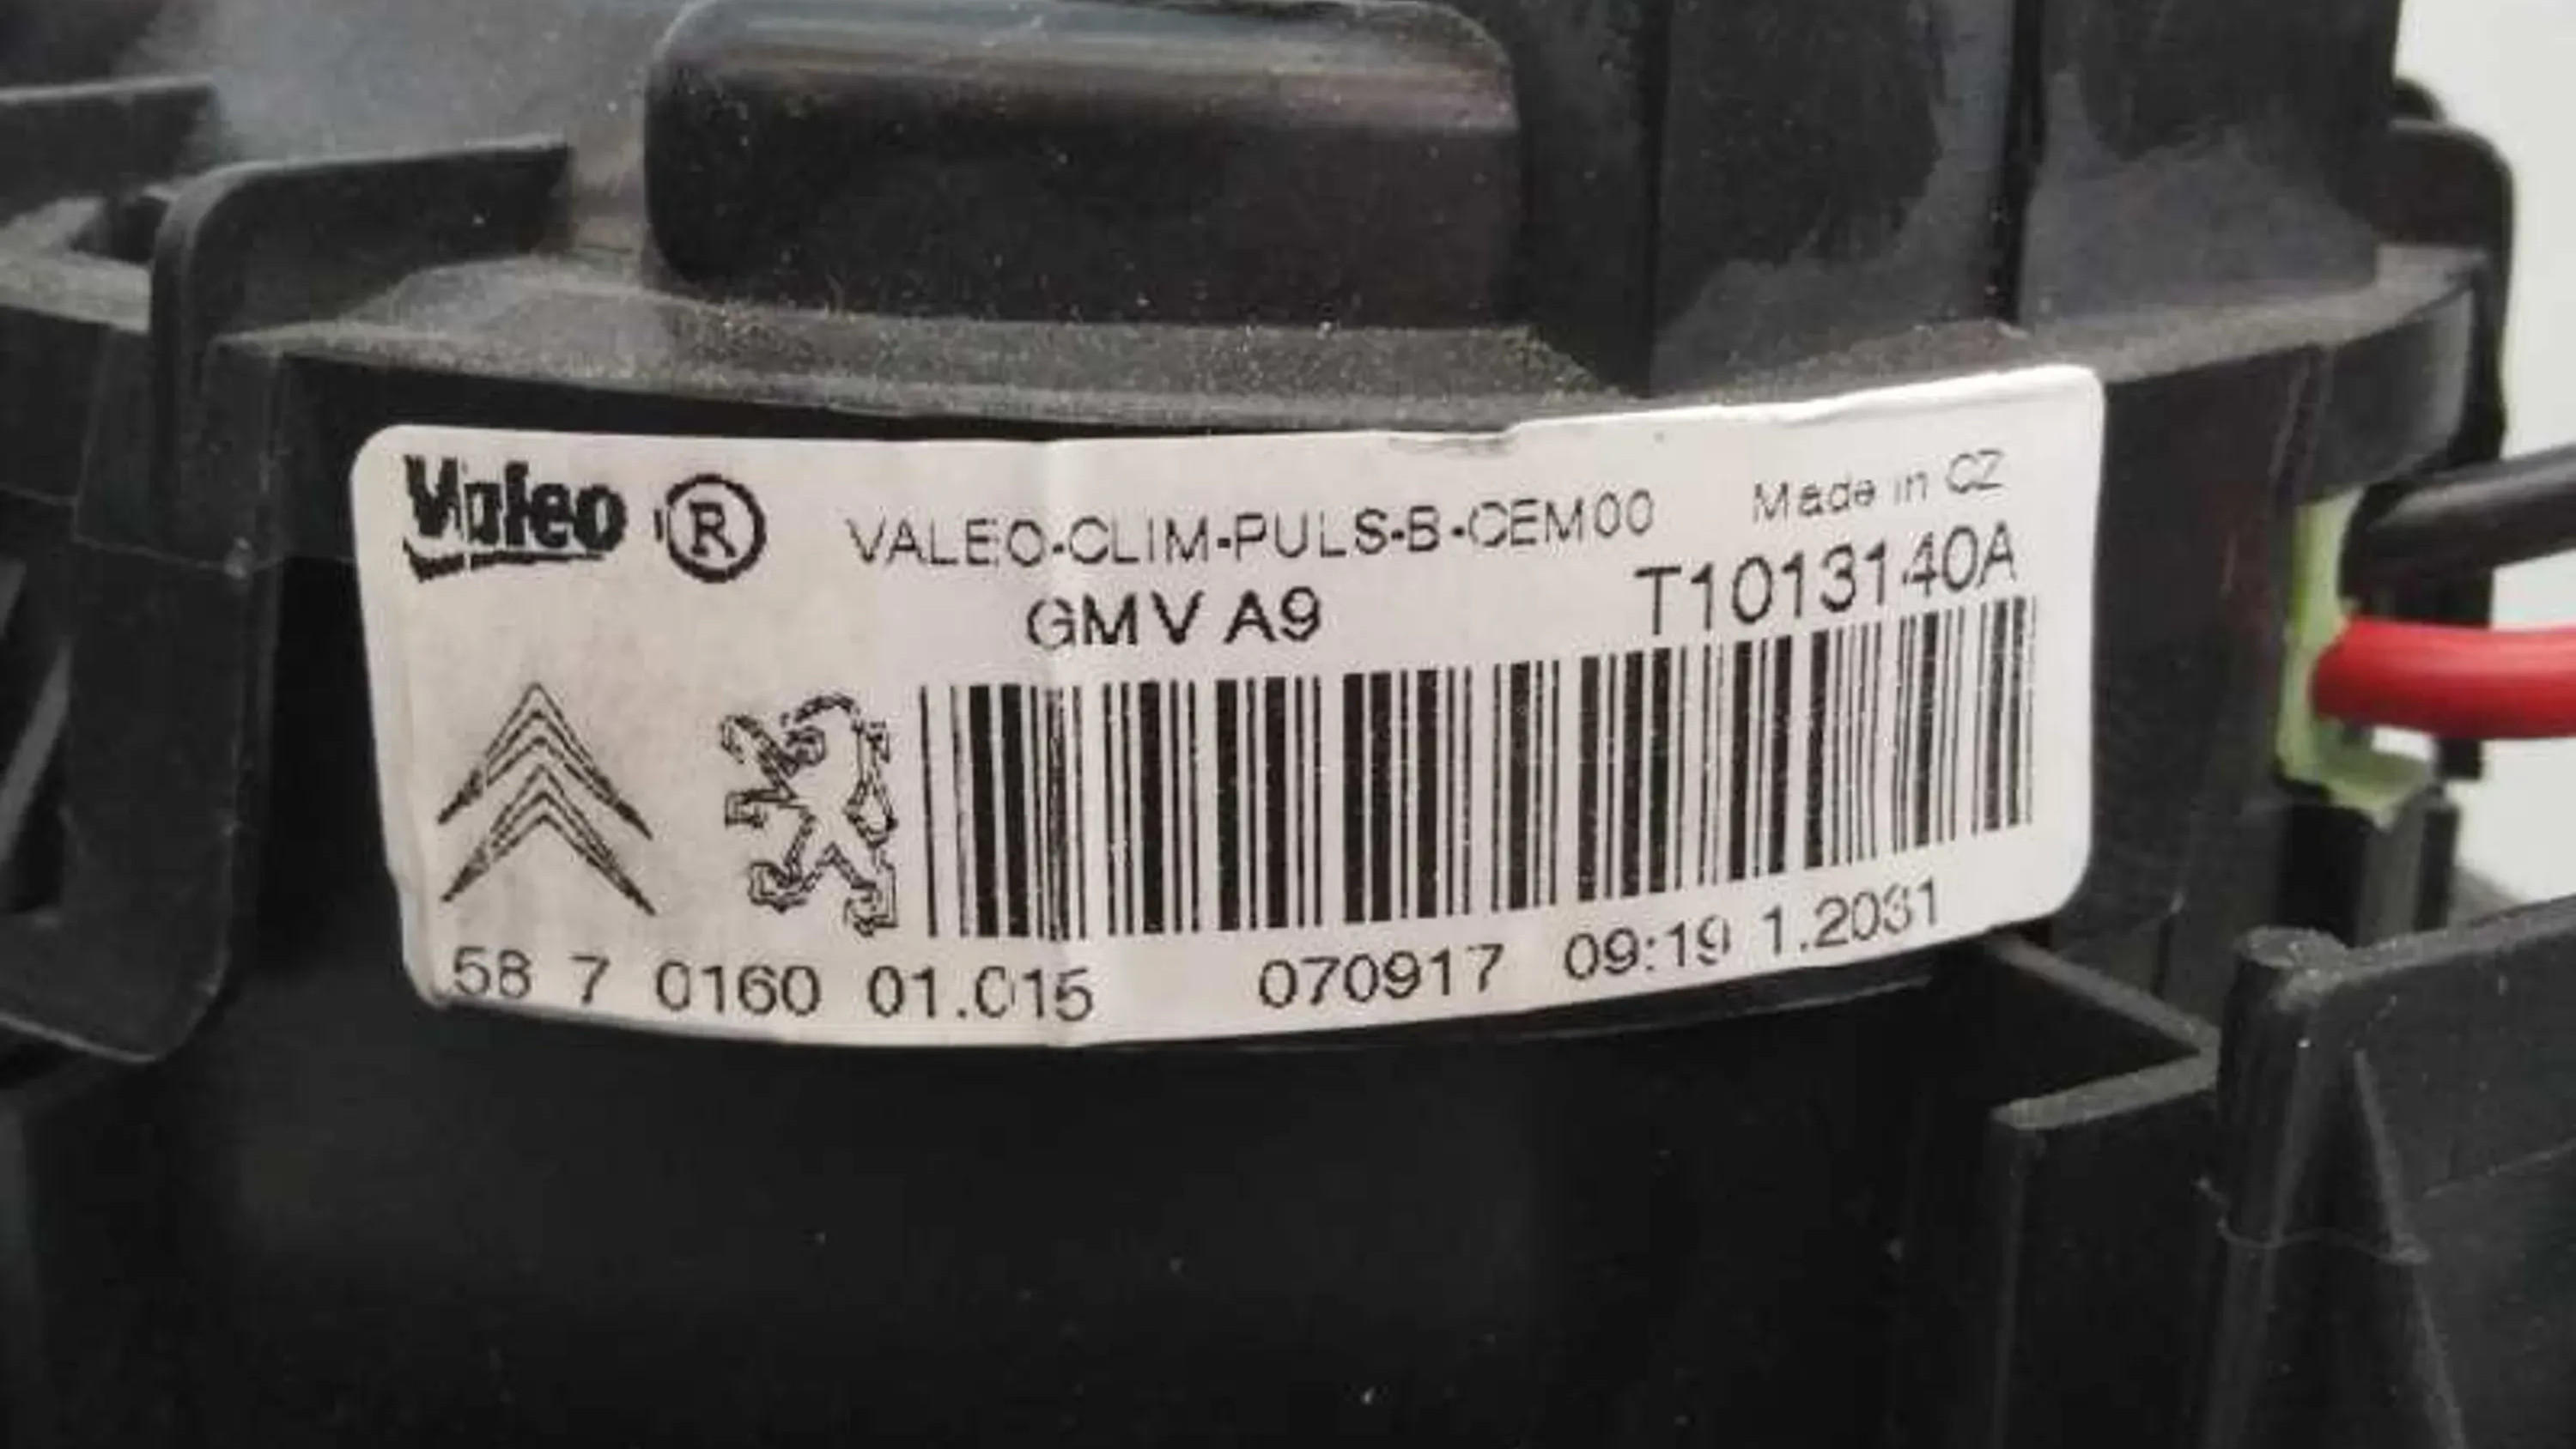 Valeo ® VALEO-CLIM-PULS-B-CEM00 Made in CZ
GMV A9 T1013140A
58 7 0160 01.015 070917 09:19 1.2031